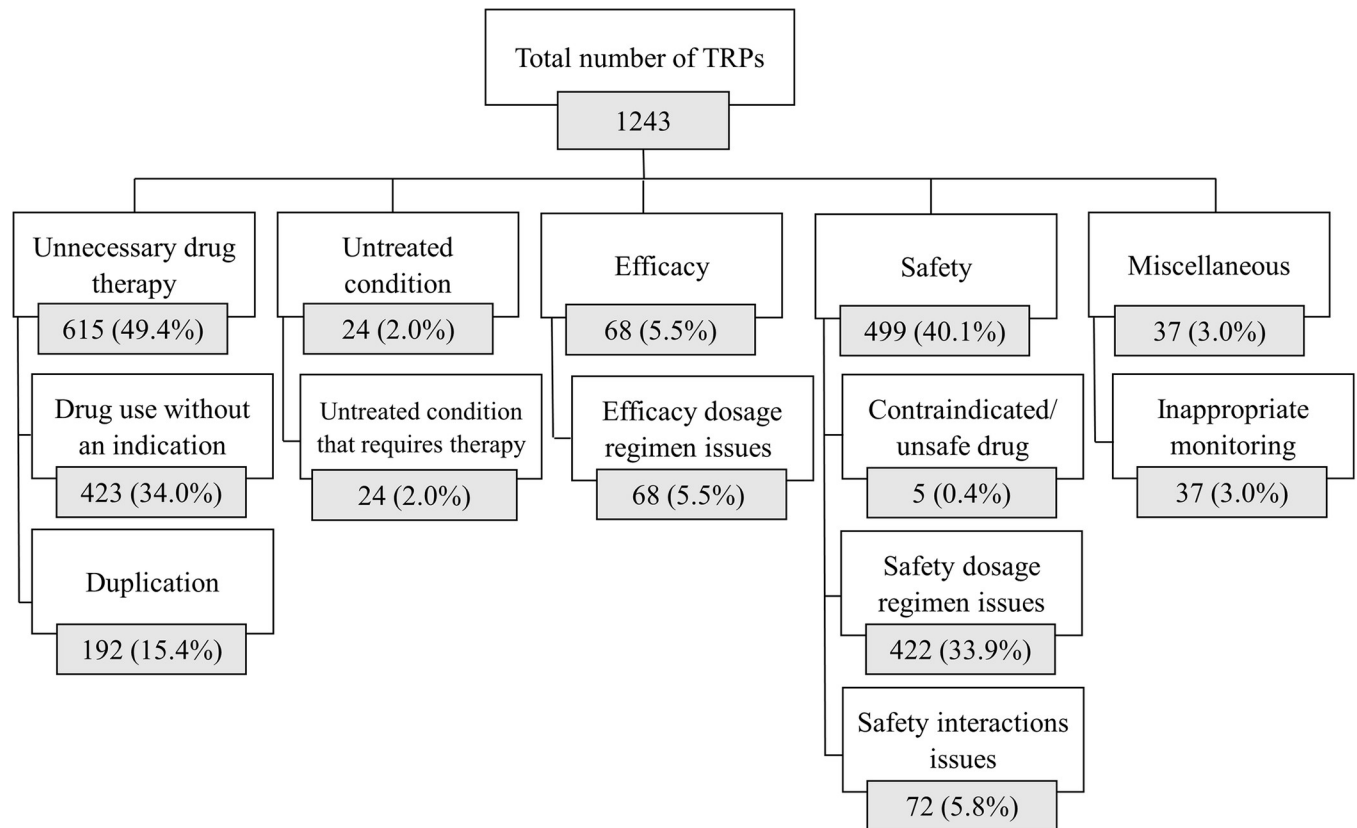 Total number of TRPs
1243
Unnecessary drug
therapy
615 (49.4%)
Drug use without
an indication
423 (34.0%)
Duplication
192 (15.4%)
Untreated
condition
24 (2.0%)
Untreated condition
that requires therapy
24 (2.0%)
Efficacy
68 (5.5%)
Efficacy dosage
regimen issues
68 (5.5%)
Safety
499 (40.1%)
Contraindicated/
unsafe drug
5 (0.4%)
Safety dosage
regimen issues
422 (33.9%)
Safety interactions
issues
72 (5.8%)
Miscellaneous
37 (3.0%)
Inappropriate
monitoring
37 (3.0%)